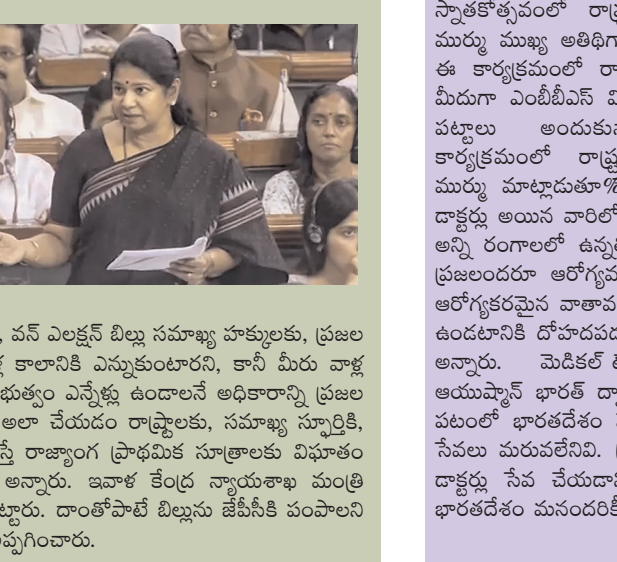 , వన్ ఎలక్షన్ బిల్లు సమాఖ్య హక్కులకు, ప్రజల
కాలానికి ఎన్నుకుంటారని, కానీ మీరు వాళ్ల
భుత్వం ఎన్నేళ్లు ఉండాలనే అధికారాన్ని ప్రజల
అలా చేయడం రాష్ట్రాలకు, సమాఖ్య స్ఫూర్తికి,
స్తే రాజ్యాంగ ప్రాథమిక సూత్రాలకు విఘాతం
అన్నారు. ఇవాళ కేంద్ర న్యాయశాఖ మంత్రి
ట్టారు. దాంతోపాటే బిల్లును జేపీసీకి పంపాలని
ప్పగించారు.
స్నాతకోత్సవంలో రాష్ట్ర
ముర్ము ముఖ్య అతిథిగా
ఈ కార్యక్రమంలో రా
మీదుగా ఎంబీబీఎస్ వి
పట్టాలు అందుకు
కార్యక్రమంలో రాష్ట్ర
ముర్ము మాట్లాడుతూ%
డాక్టర్లు అయిన వారిలో
అన్ని రంగాలలో ఉన్నత
ప్రజలందరూ ఆరోగ్యవ
ఆరోగ్యకరమైన వాతావ
ఉండటానికి దోహదపడ
అన్నారు. మెడికల్
ఆయుష్మాన్ భారత్ ద్వా
పటంలో భారతదేశం
సేవలు మరువలేనివి.
డాక్టర్లు సేవ చేయడా
భారతదేశం మనందరికీ